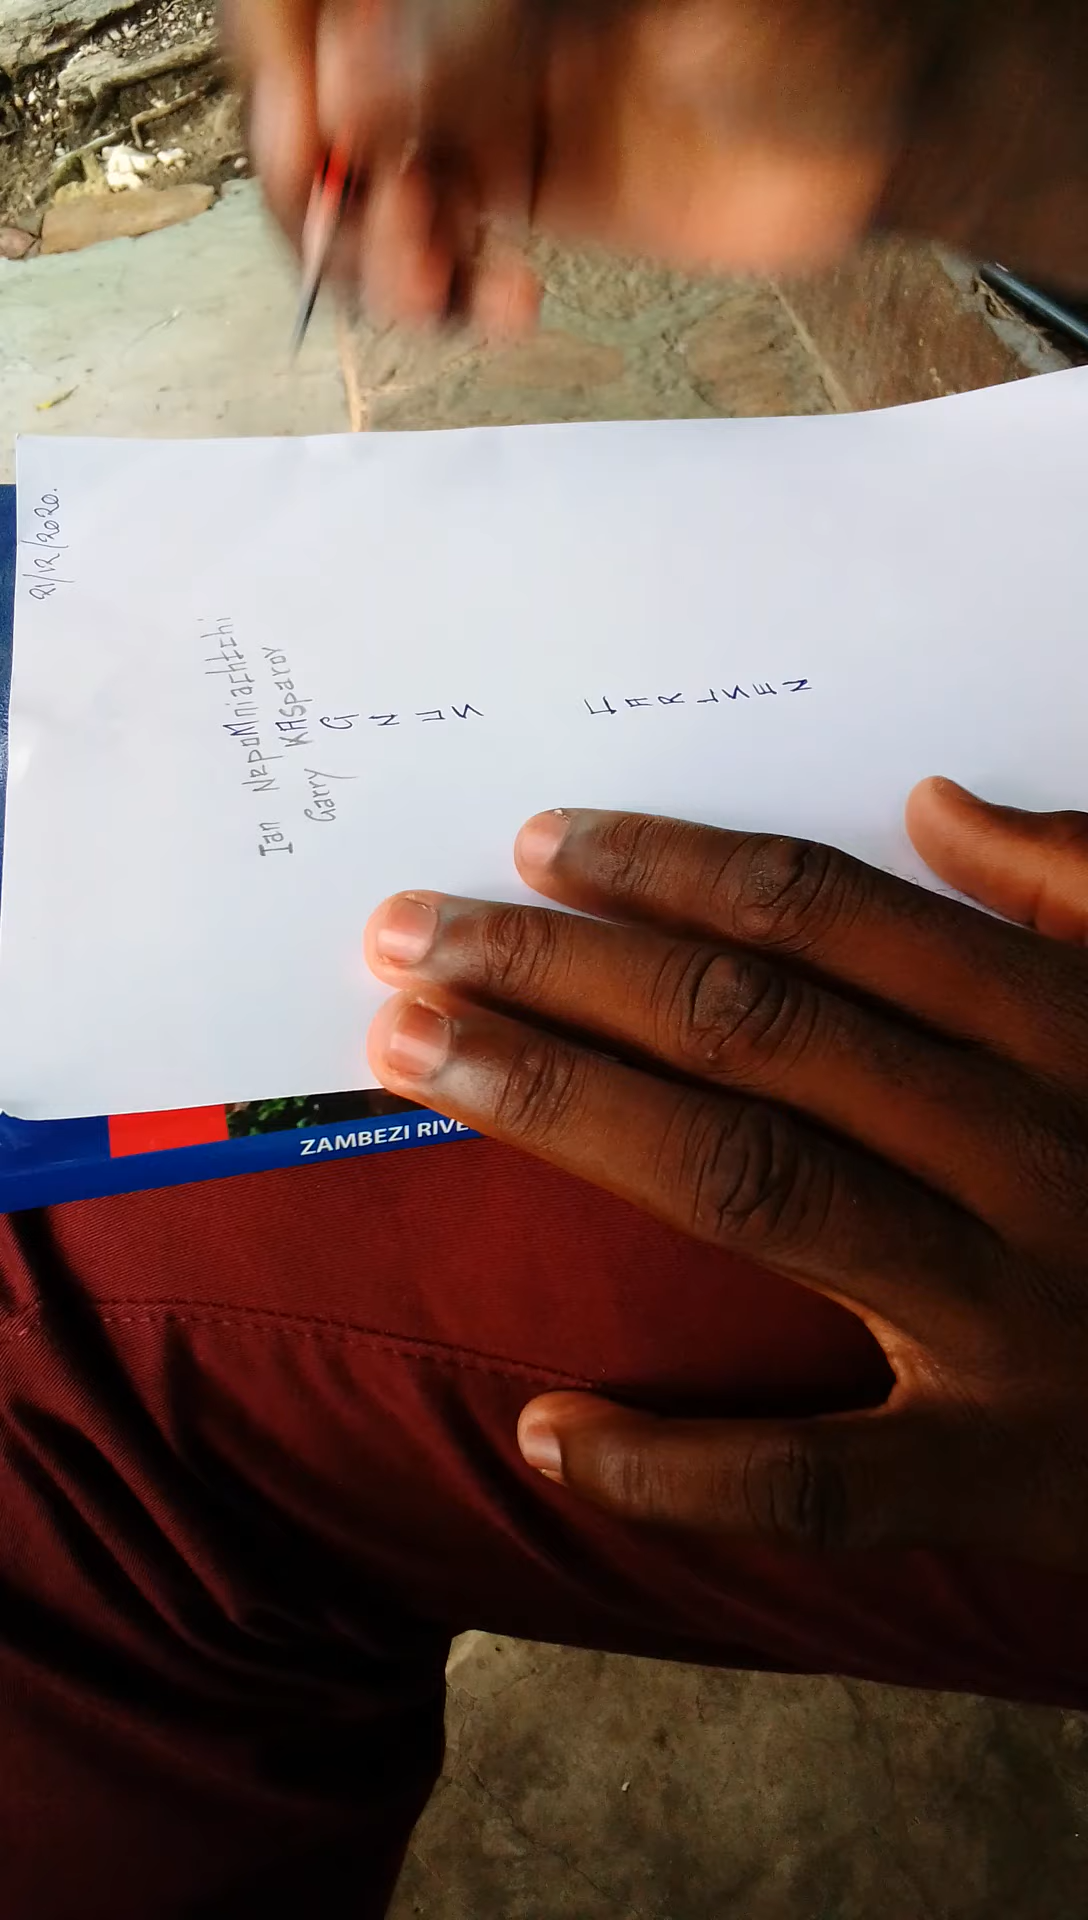 21/12/2020.
Ian NepoMniachtchi
Garry KAsparov
G
N
U
S
C
A
R
L
S
E
N
ZAMBEZI RIVE